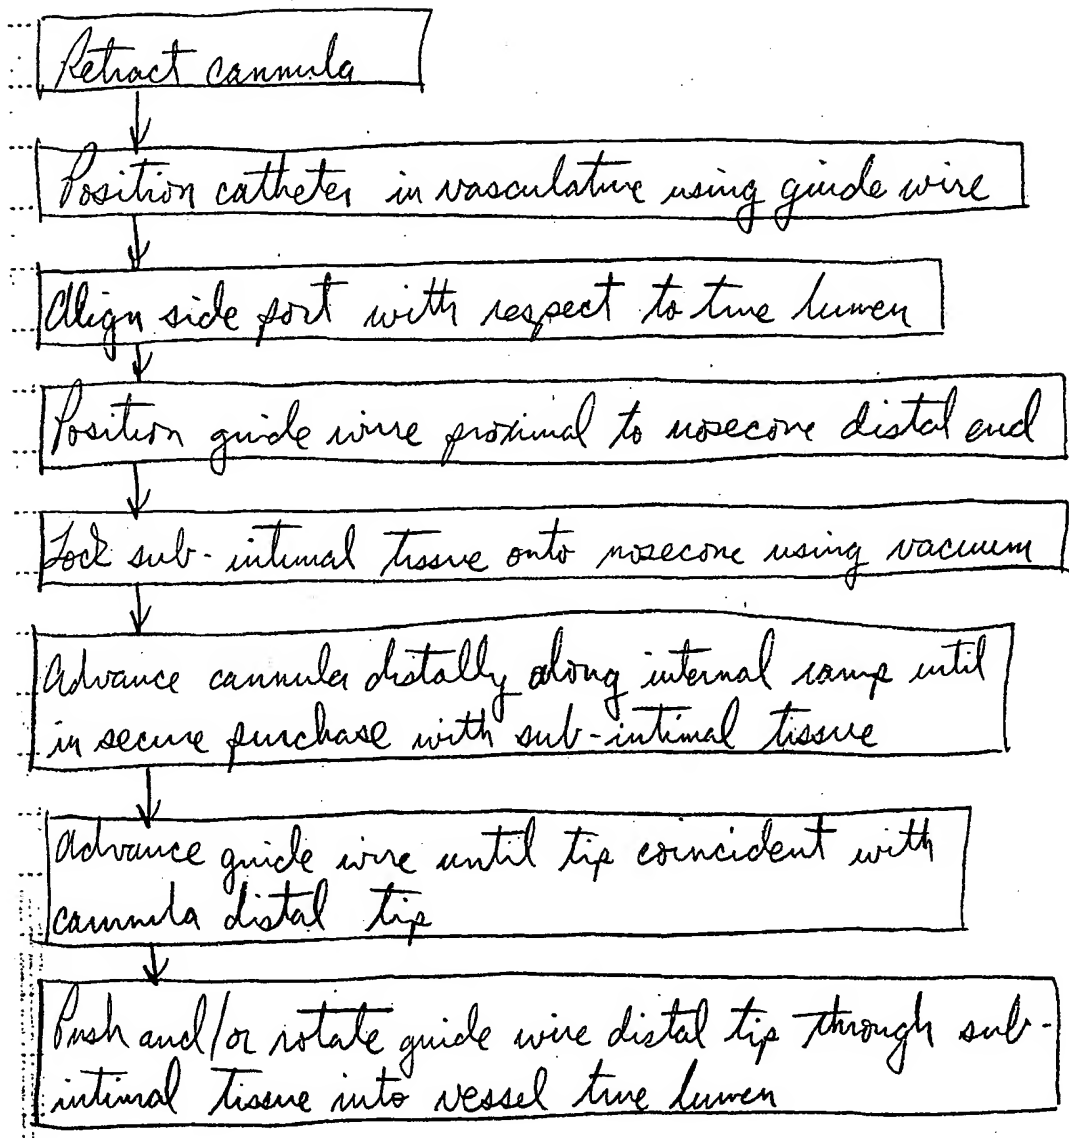 Retract cannula
Position catheter in vasculature using guide wire
Align side port with respect to true lumen
Position guide wire proximal to nosecone distal end
Lock sub-intimal tissue onto nosecone using vacuum
Advance cannula distally along internal ramp until
in secure purchase with sub-intimal tissue
Advance guide wire until tip coincident with
cannula distal tip
Push and/or rotate guide wire distal tip through sub-
intimal tissue into vessel true lumen